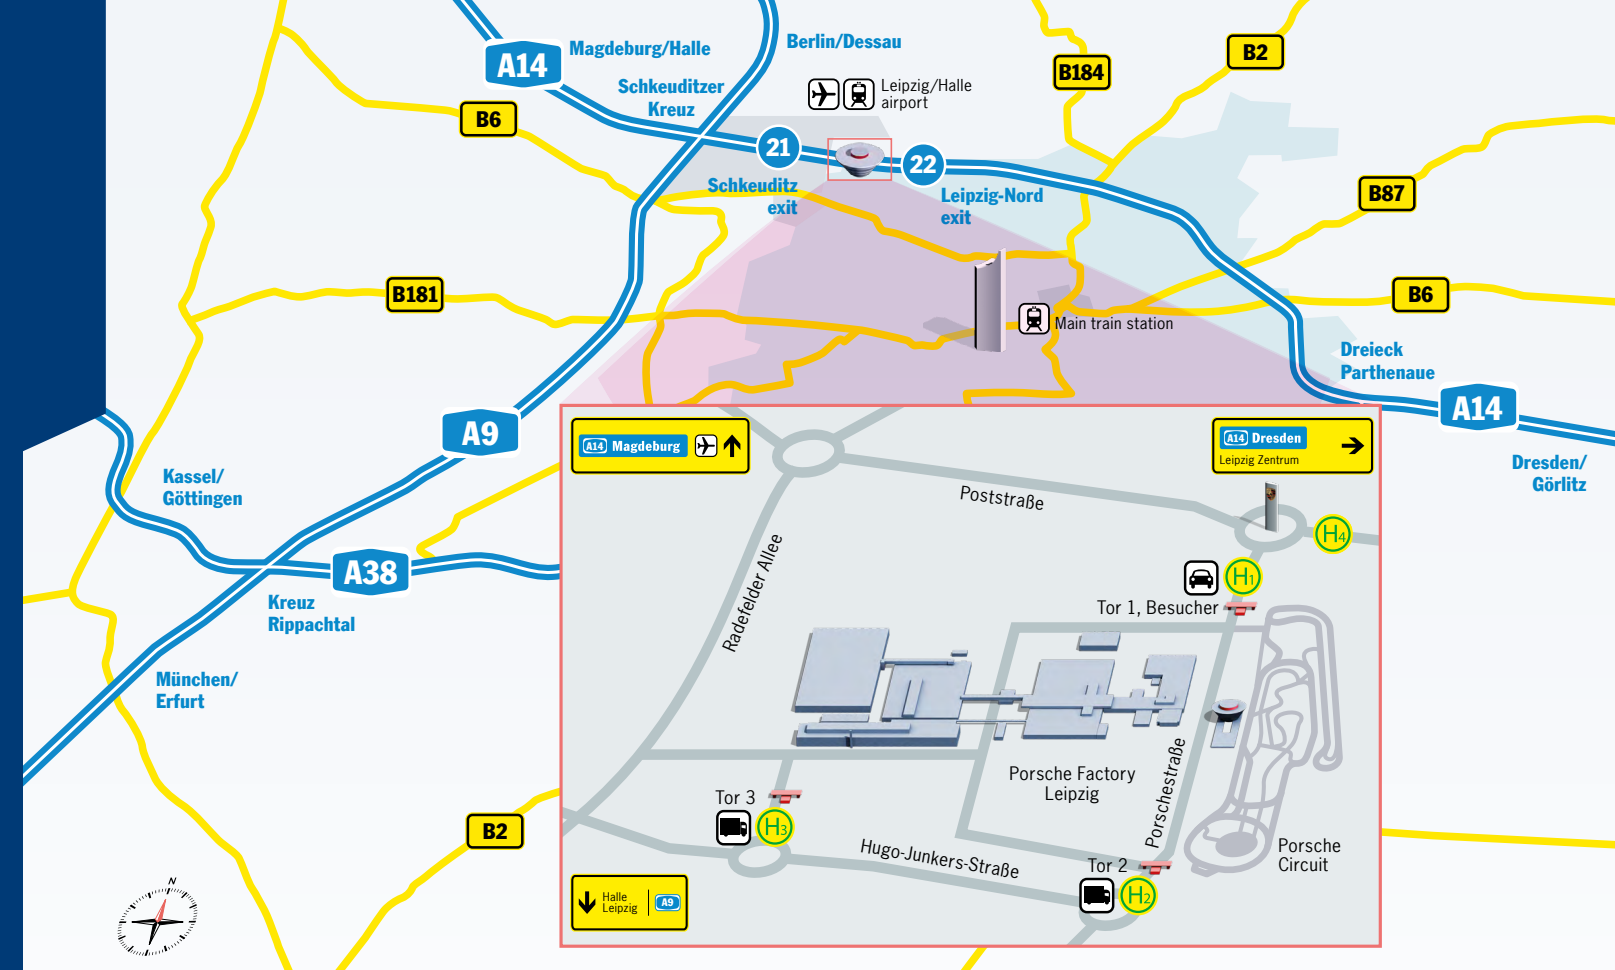 A14
Magdeburg/Halle
Berlin/Dessau
Schkeuditzer
Kreuz
Leipzig/Halle
airport
B184
B2
B6
21
22
Schkeuditz
exit
Leipzig-Nord
exit
B87
B181
B6
Main train station
Dreieck
Parthenaue
A14
A9
Dresden/
Görlitz
Kassel/
Göttingen
A38
Kreuz
Rippachtal
München/
Erfurt
B2
N
A14 Magdeburg
A14 Dresden
Leipzig Zentrum
Poststraße
H4
Radefelder Allee
H1
Tor 1, Besucher
Porsche Factory
Leipzig
Porschestraße
Tor 3
H3
Hugo-Junkers-Straße
Tor 2
H2
Porsche
Circuit
Halle
Leipzig
A9